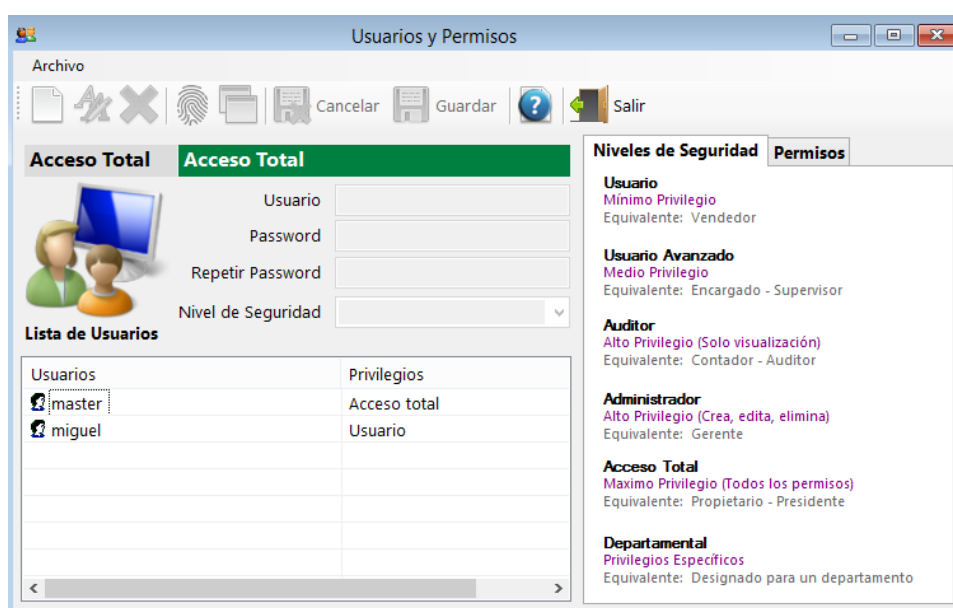 Usuarios y Permisos
Archivo
Cancelar Guardar ? Salir
Acceso Total Acceso Total
Usuario
Password
Repetir Password
Nivel de Seguridad
Lista de Usuarios
Usuarios Privilegios
master Acceso total
miguel Usuario
Niveles de Seguridad Permisos
Usuario
Mínimo Privilegio
Equivalente: Vendedor
Usuario Avanzado
Medio Privilegio
Equivalente: Encargado - Supervisor
Auditor
Alto Privilegio (Solo visualización)
Equivalente: Contador - Auditor
Administrador
Alto Privilegio (Crea, edita, elimina)
Equivalente: Gerente
Acceso Total
Maximo Privilegio (Todos los permisos)
Equivalente: Propietario - Presidente
Departamental
Privilegios Específicos
Equivalente: Designado para un departamento